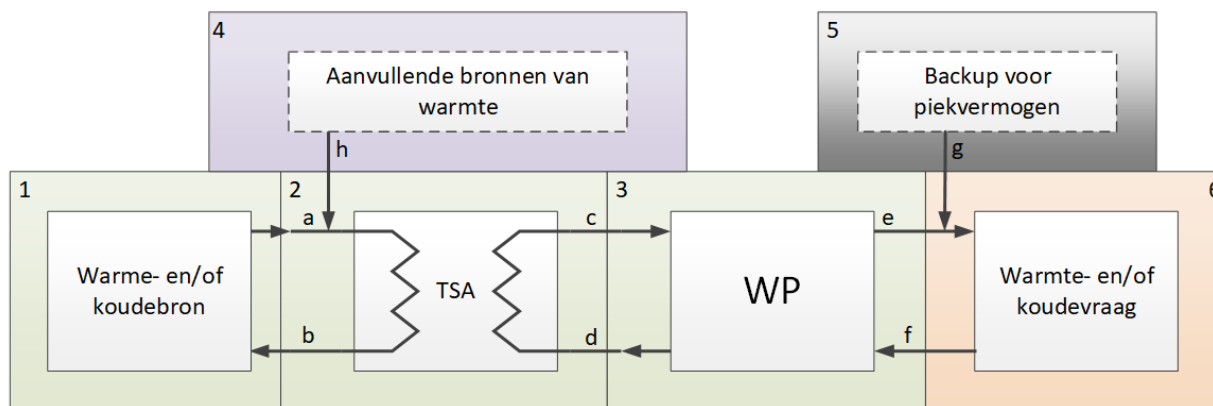 4
Aanvullende bronnen van
warmte
h
5
Backup voor
piekvermogen
g
1
Warme- en/of
koudebron
2
a
b
TSA
c
d
3
WP
e
f
6
Warmte- en/of
koudevraag